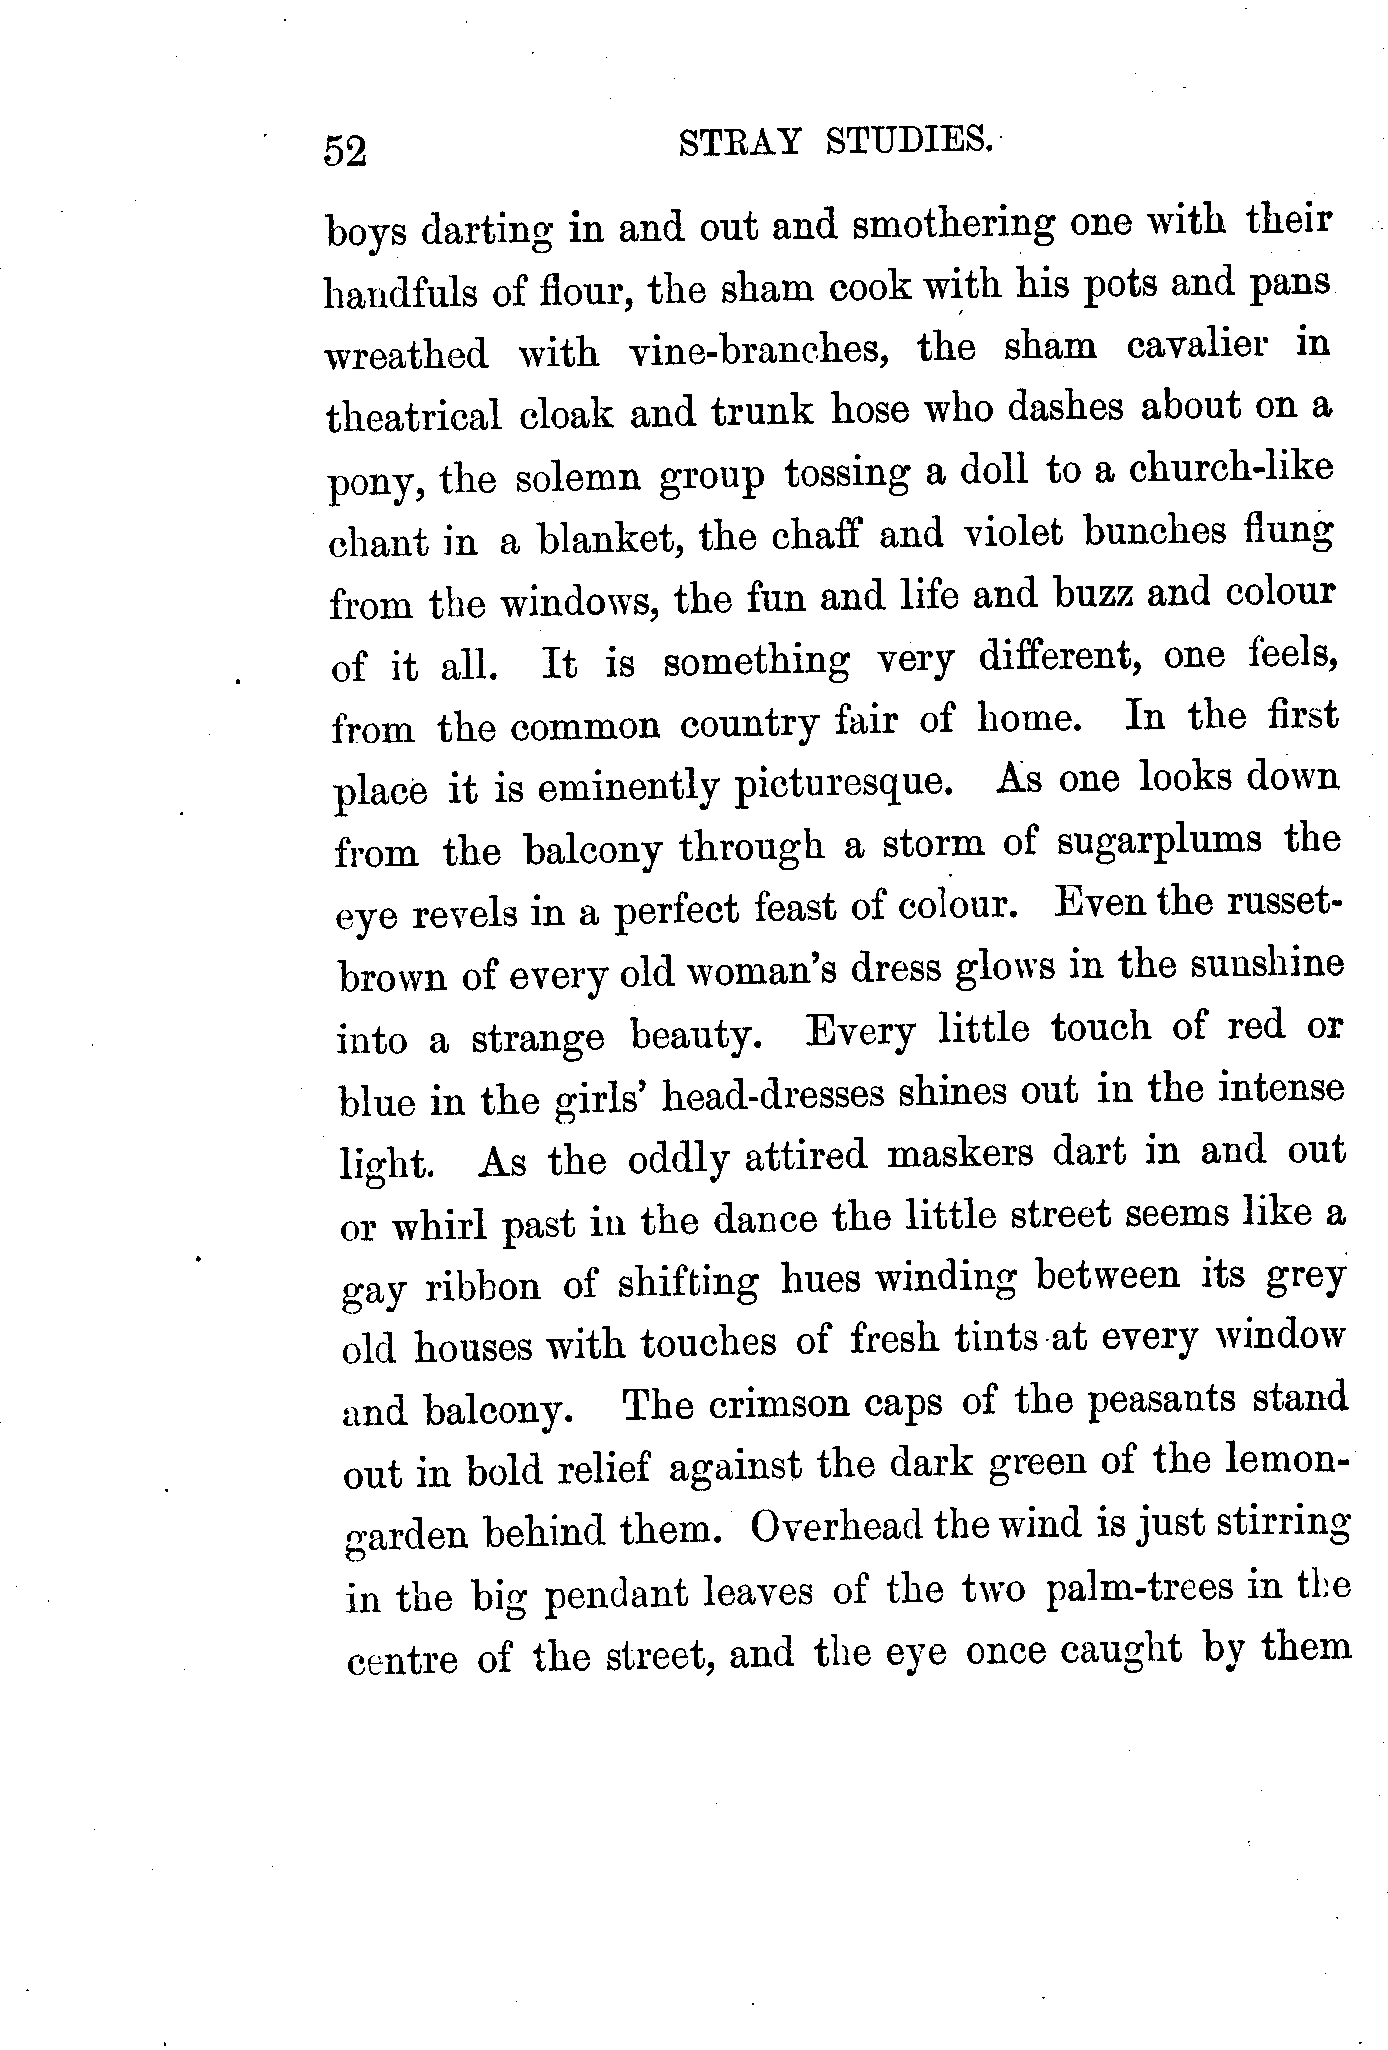 52 STRAY STUDIES.
boys darting in and out and smothering one with their
handfuls of flour, the sham cook with his pots and pans
wreathed with vine-branches, the sham cavalier in
theatrical cloak and trunk hose who dashes about on a
pony, the solemn group tossing a doll to a church-like
chant in a blanket, the chaff and violet bunches flung
from the windows, the fun and life and buzz and colour
of it all. It is something very different, one feels,
from the common country fair of home. In the first
place it is eminently picturesque. As one looks down
from the balcony through a storm of sugarplums the
eye revels in a perfect feast of colour. Even the russet-
brown of every old woman's dress glows in the sunshine
into a strange beauty. Every little touch of red or
blue in the girls' head-dresses shines out in the intense
light. As the oddly attired maskers dart in and out
or whirl past in the dance the little street seems like a
gay ribbon of shifting hues winding between its grey
old houses with touches of fresh tints at every window
and balcony. The crimson caps of the peasants stand
out in bold relief against the dark green of the lemon-
garden behind them. Overhead the wind is just stirring
in the big pendant leaves of the two palm-trees in the
centre of the street, and the eye once caught by them